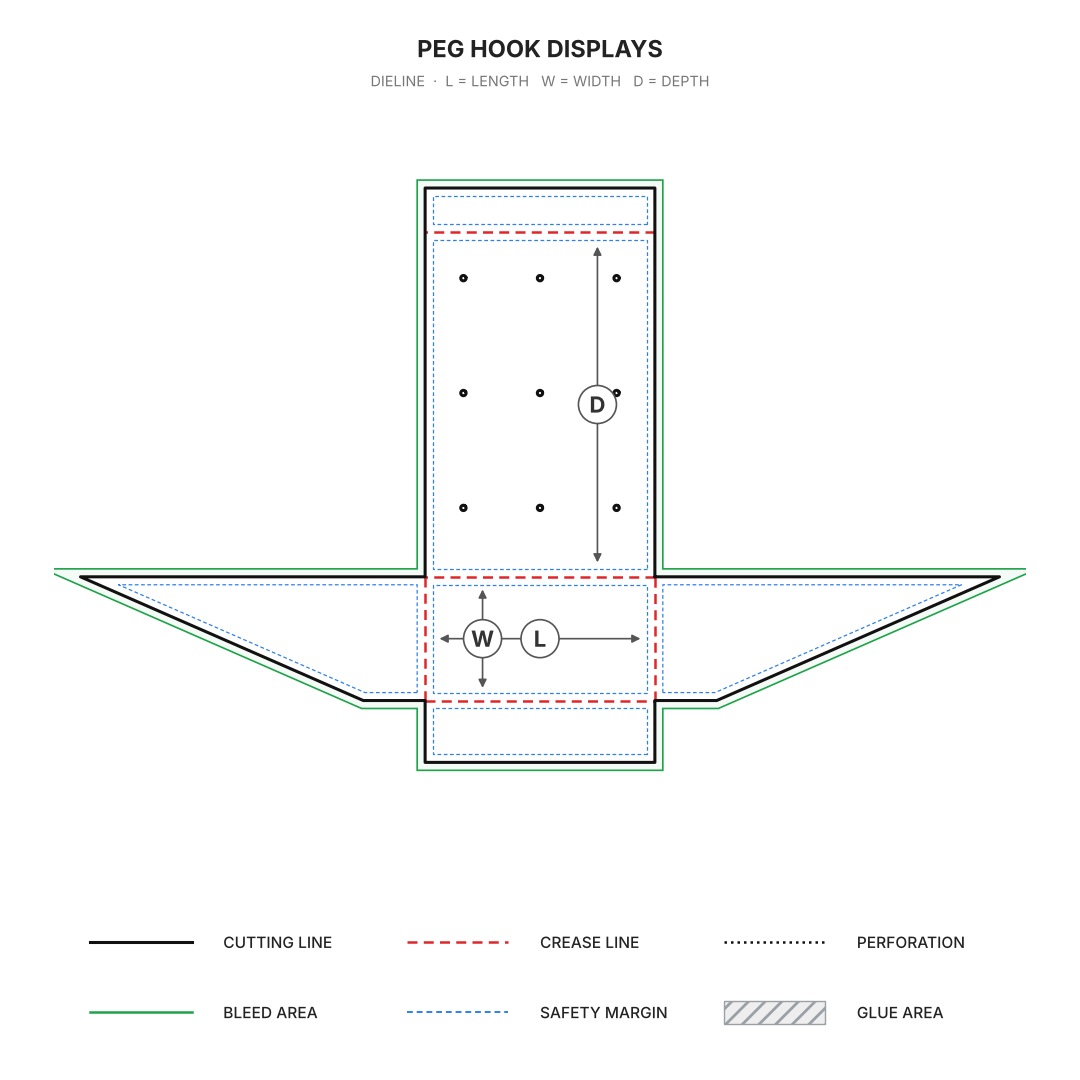 PEG HOOK DISPLAYS
DIELINE · L = LENGTH W = WIDTH D = DEPTH
D
W L
CUTTING LINE CREASE LINE PERFORATION
BLEED AREA SAFETY MARGIN GLUE AREA